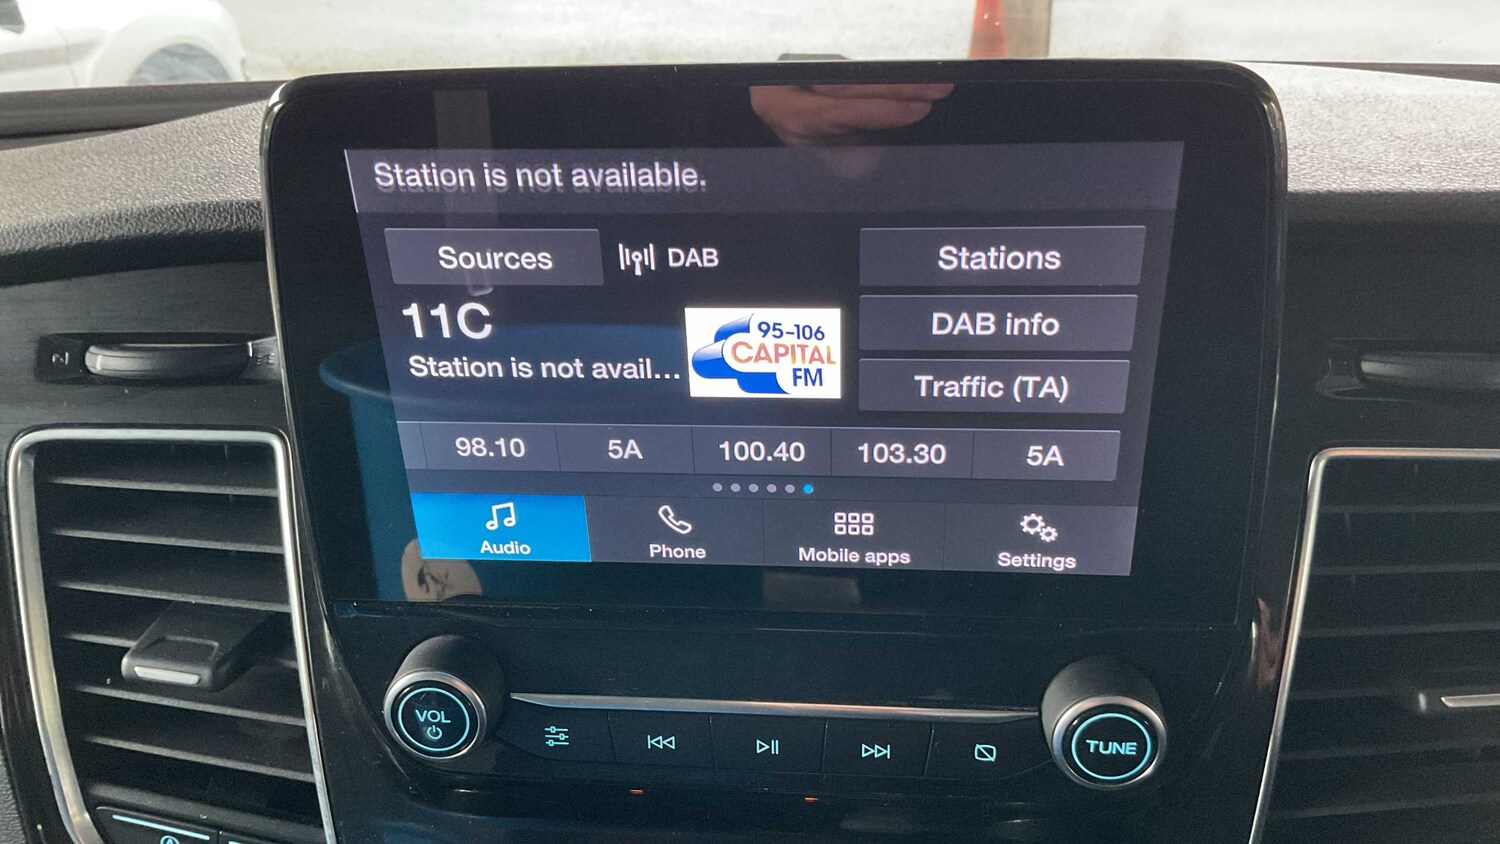 Station is not available.
Sources
DAB
Stations
11C
Station is not avail...
95-106
CAPITAL
FM
DAB info
Traffic (TA)
98.10
5A
100.40
103.30
5A
Audio
Phone
Mobile apps
Settings
VOL
TUNE
A